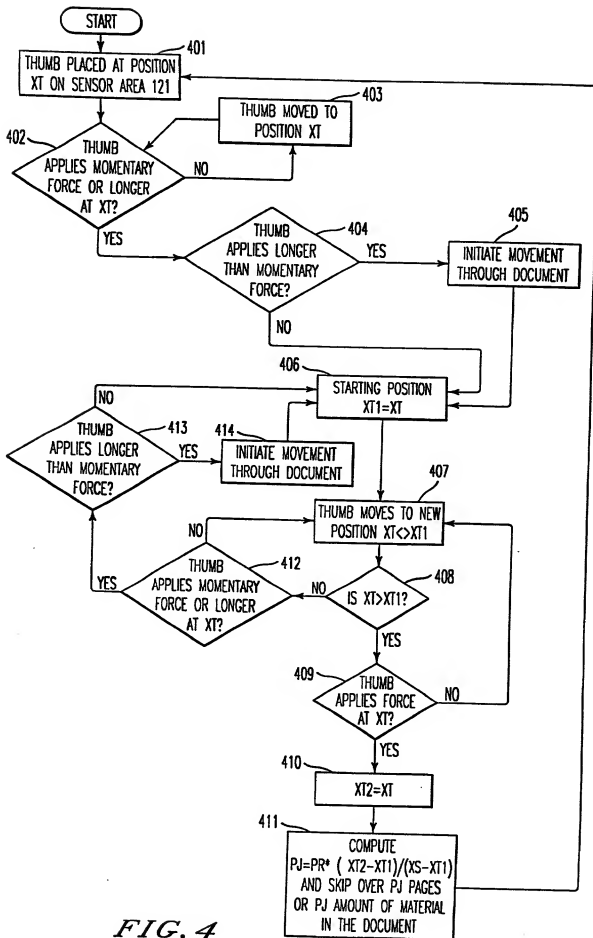 START
401
THUMB PLACED AT POSITION
XT ON SENSOR AREA 121
403
THUMB MOVED TO
POSITION XT
402
THUMB
APPLIES MOMENTARY
FORCE OR LONGER
AT XT?
NO
YES
404
THUMB
APPLIES LONGER
THAN MOMENTARY
FORCE?
YES
NO
405
INITIATE MOVEMENT
THROUGH DOCUMENT
406
STARTING POSITION
XT1=XT
NO
413
THUMB
APPLIES LONGER
THAN MOMENTARY
FORCE?
YES
414
INITIATE MOVEMENT
THROUGH DOCUMENT
407
THUMB MOVES TO NEW
POSITION XT<>XT1
NO
412
THUMB
APPLIES MOMENTARY
FORCE OR LONGER
AT XT?
YES
NO
408
IS XT>XT1?
YES
409
THUMB
APPLIES FORCE
AT XT?
NO
YES
410
XT2=XT
411
COMPUTE
PJ=PR* ( XT2-XT1)/(XS-XT1)
AND SKIP OVER PJ PAGES
OR PJ AMOUNT OF MATERIAL
IN THE DOCUMENT
FIG. 4